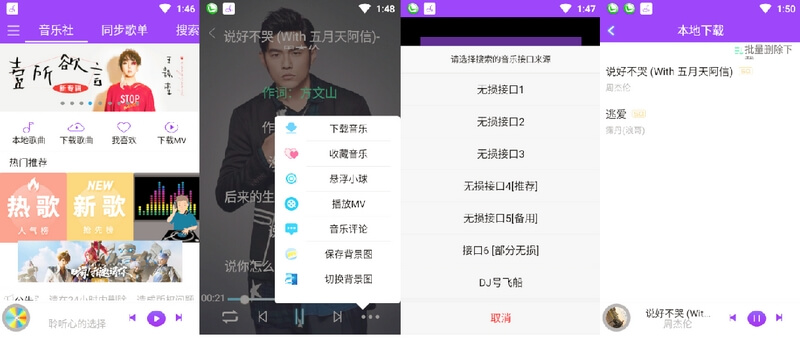 1:46
音乐社 同步歌单 搜索
壹所欲言
新专辑
STOP
本地歌曲 下载歌曲 我喜欢 下载MV
热门推荐
热歌
人气榜
NEW
新歌
抢先榜
聆听心的选择
1:48
说好不哭 (With 五月天阿信)-
周杰伦
作词：方文山
后来的生
说你怎么
下载音乐
收藏音乐
悬浮小球
播放MV
音乐评论
保存背景图
切换背景图
00:21
1:47
请选择搜索的音乐接口来源
无损接口1
无损接口2
无损接口3
无损接口4[推荐]
无损接口5[备用]
接口6 [部分无损]
DJ号飞船
取消
1:50
本地下载
批量删除下
说好不哭 (With 五月天阿信) SQ
周杰伦
逃爱 SQ
说好不哭 (Wit...
周杰伦